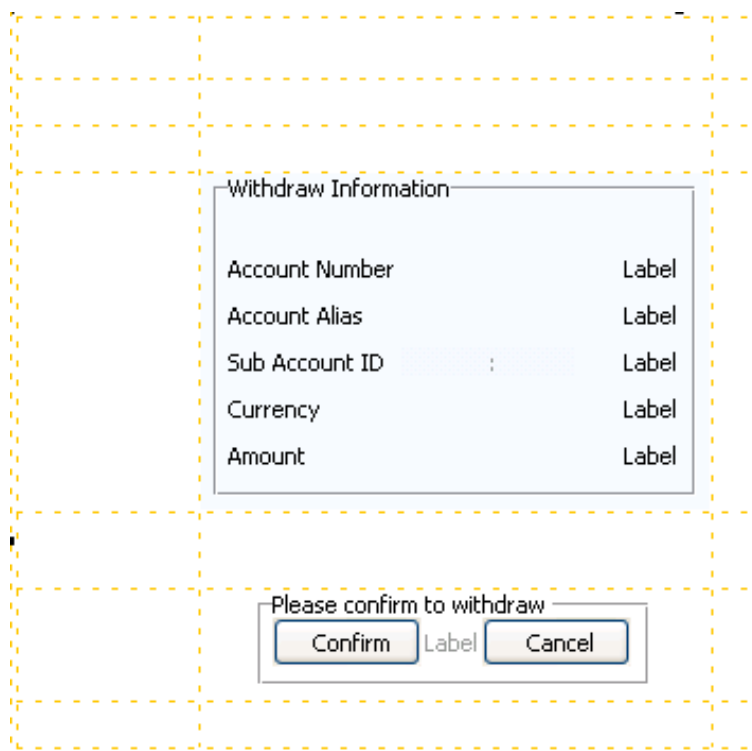 Withdraw Information
Account Number Label
Account Alias Label
Sub Account ID : Label
Currency Label
Amount Label
Please confirm to withdraw
Confirm Label Cancel